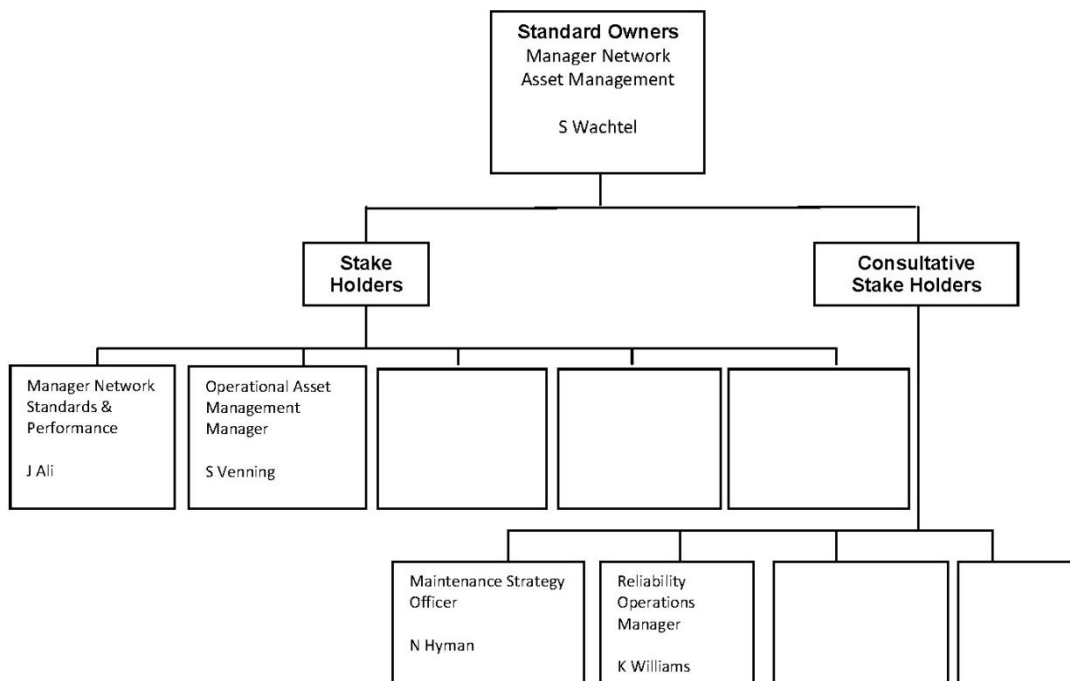 Standard Owners
Manager Network
Asset Management
S Wachtel
Stake
Holders
Consultative
Stake Holders
Manager Network
Standards &
Performance
J Ali
Operational Asset
Management
Manager
S Venning
Maintenance Strategy
Officer
N Hyman
Reliability
Operations
Manager
K Williams